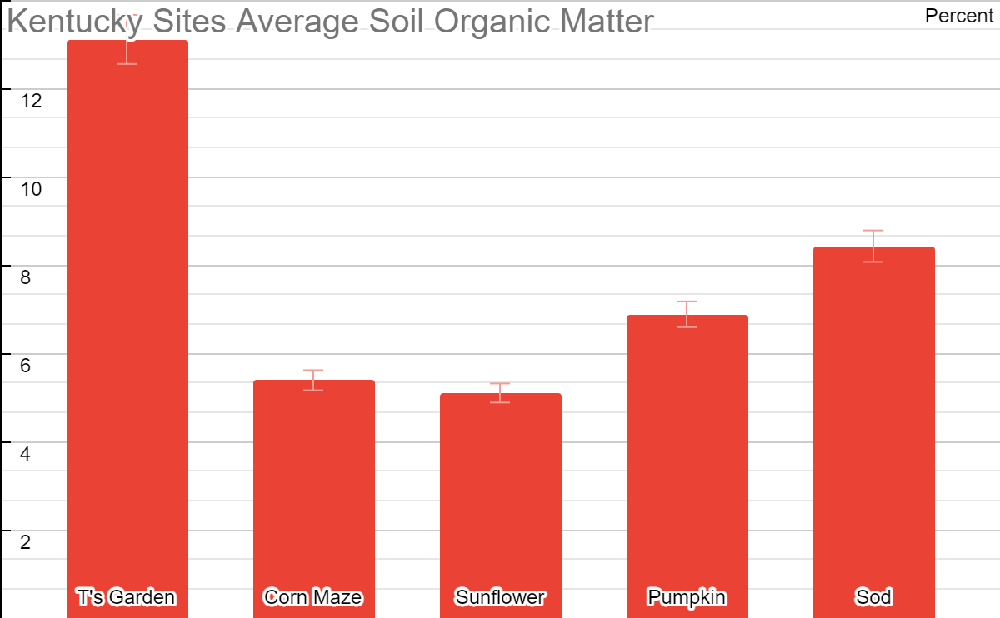 Kentucky Sites Average Soil Organic Matter
Percent
12
10
8
6
4
2
T's Garden
Corn Maze
Sunflower
Pumpkin
Sod